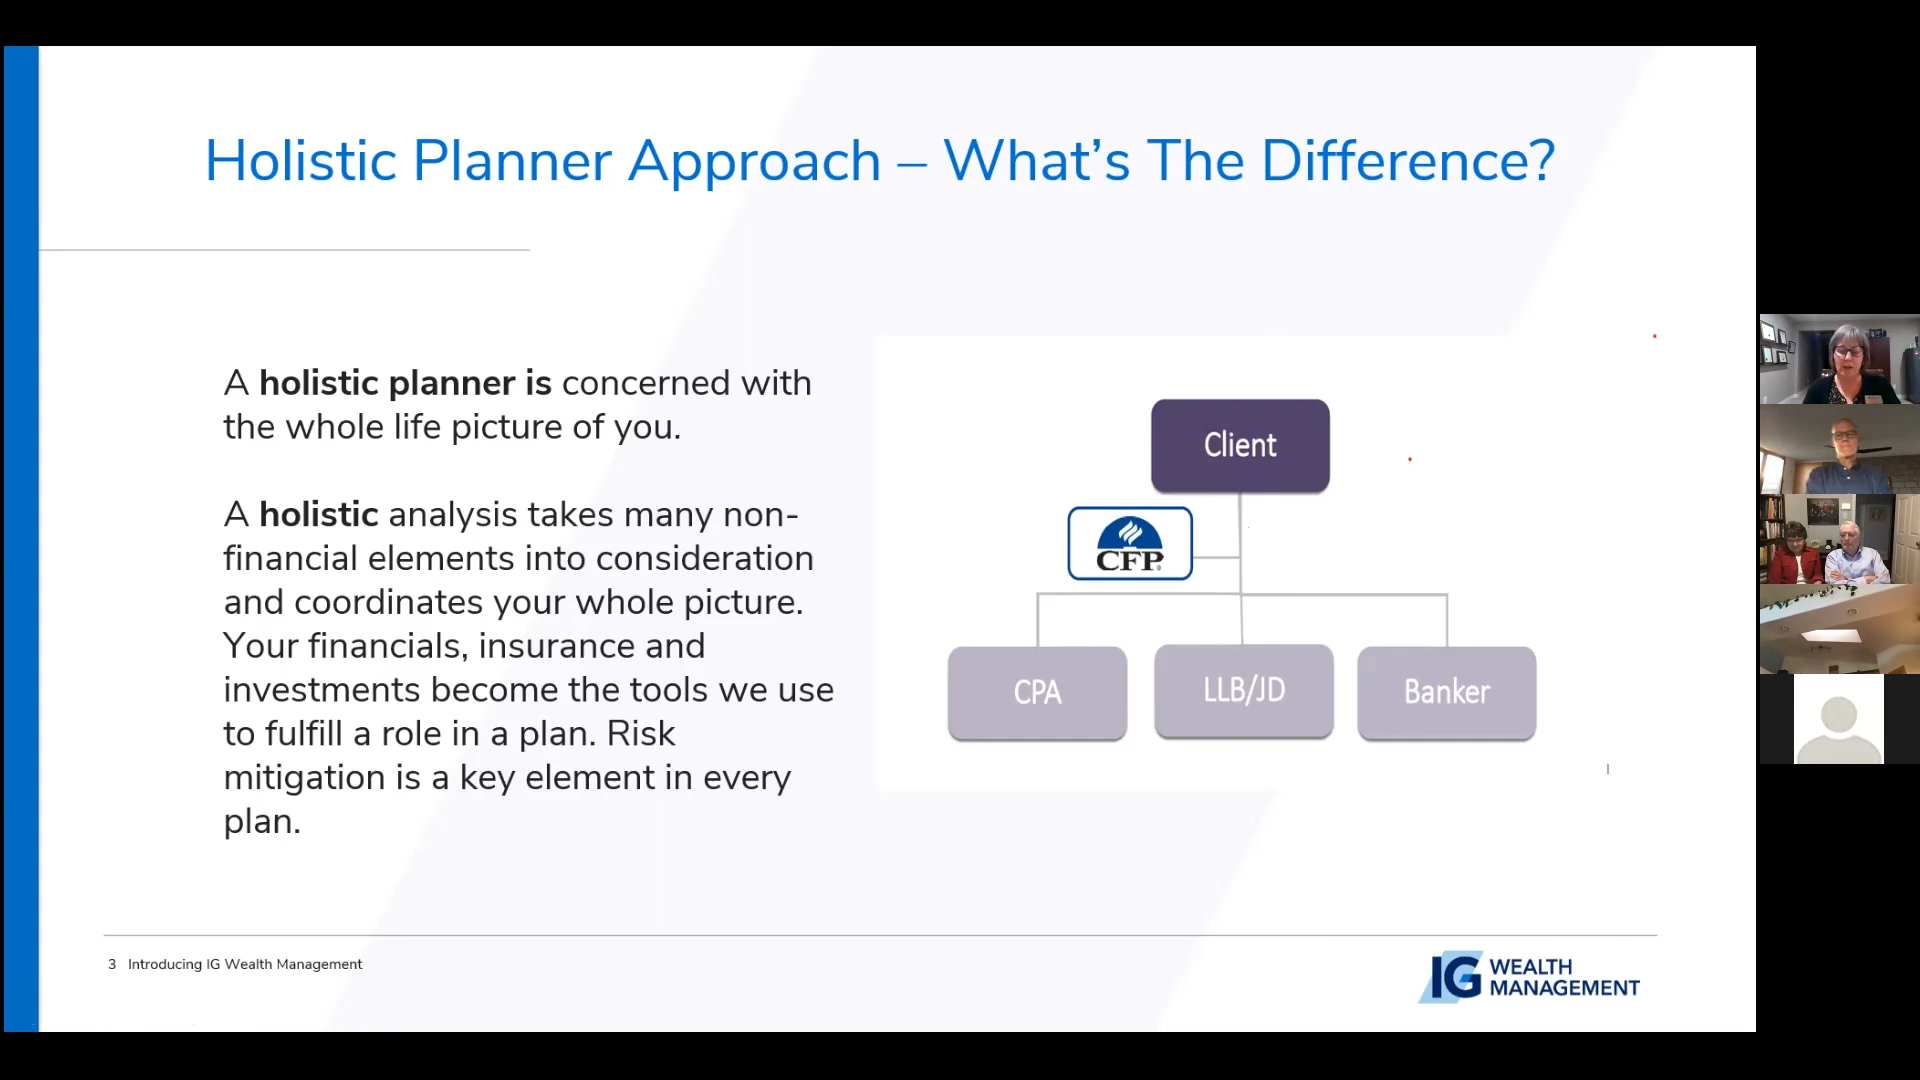 Holistic Planner Approach – What's The Difference?
A holistic planner is concerned with
the whole life picture of you.
A holistic analysis takes many non-
financial elements into consideration
and coordinates your whole picture.
Your financials, insurance and
investments become the tools we use
to fulfill a role in a plan. Risk
mitigation is a key element in every
plan.
Client
CFP®
CPA
LLB/JD
Banker
3 Introducing IG Wealth Management
IG WEALTH
MANAGEMENT